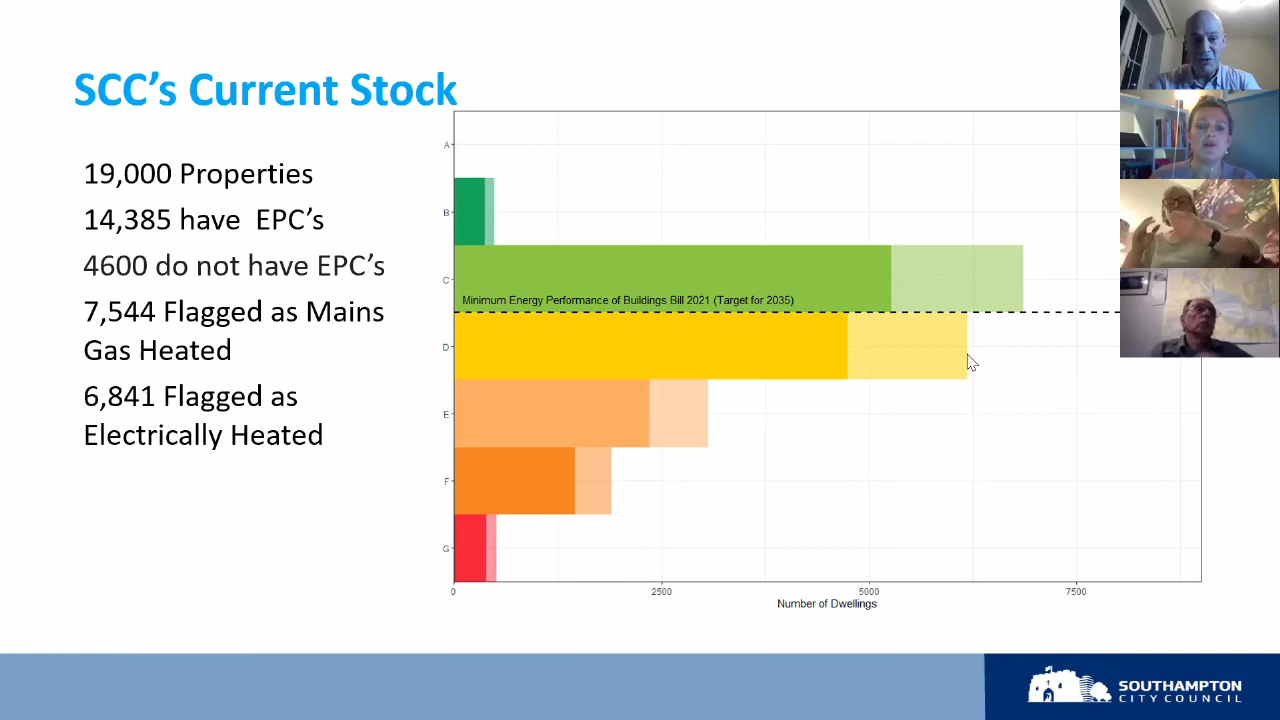 SCC's Current Stock
19,000 Properties
14,385 have EPC's
4600 do not have EPC's
7,544 Flagged as Mains
Gas Heated
6,841 Flagged as
Electrically Heated
A
B
C
Minimum Energy Performance of Buildings Bill 2021 (Target for 2035)
D
E
F
G
0 2500 5000 7500
Number of Dwellings
SOUTHAMPTON
CITY COUNCIL